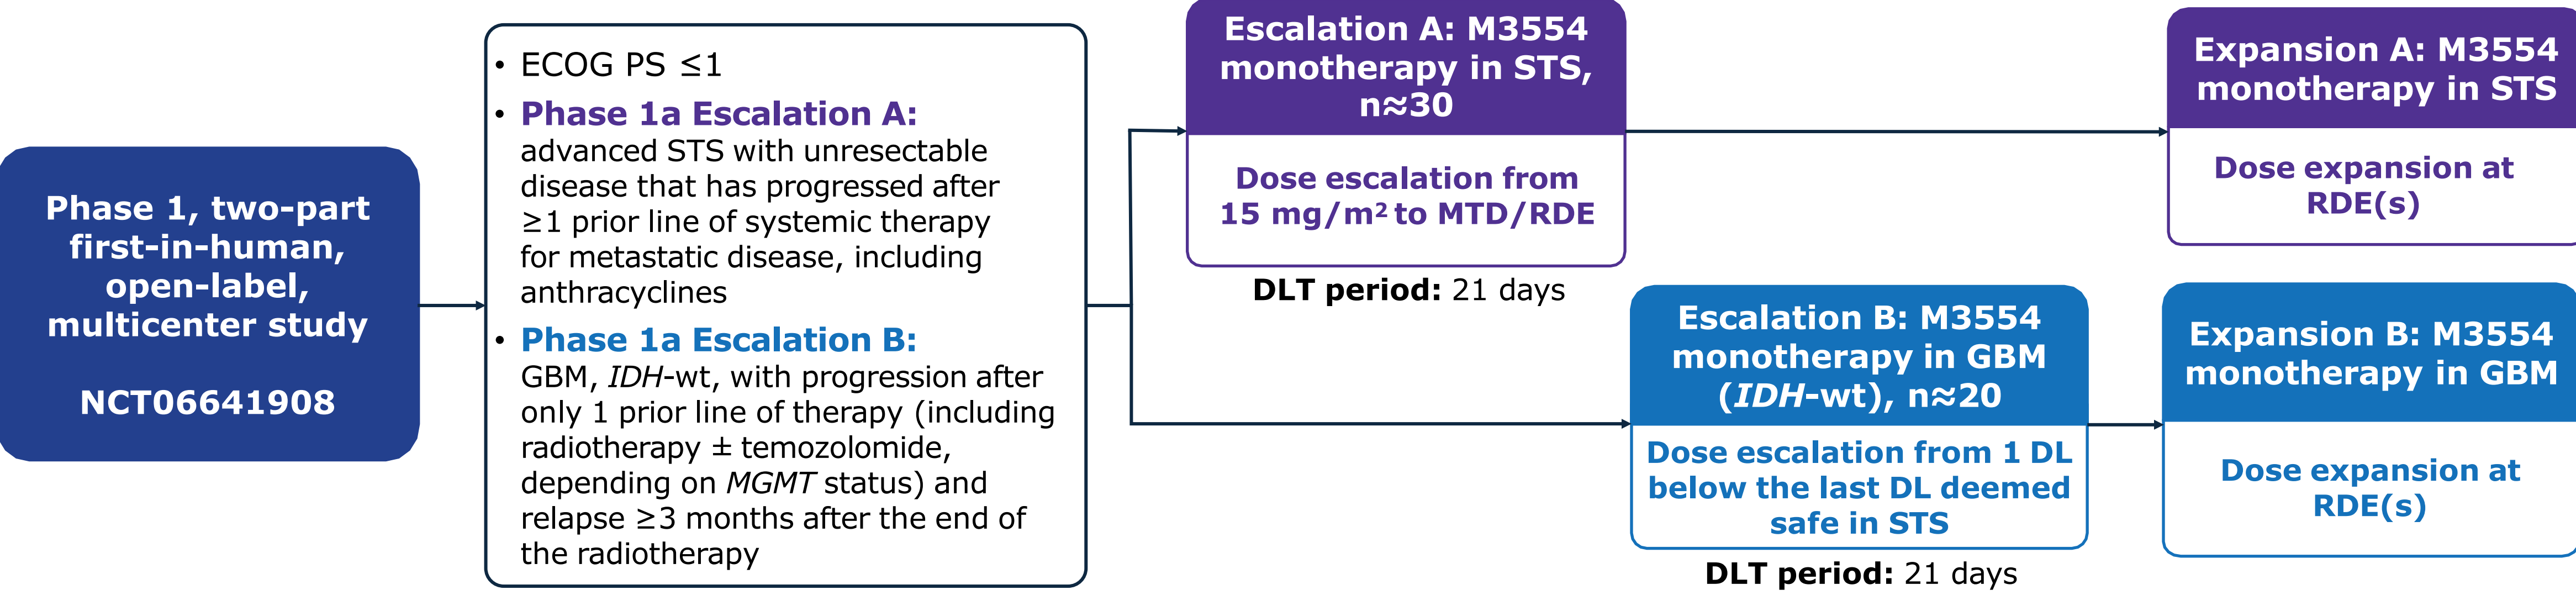 Phase 1, two-part
first-in-human,
open-label,
multicenter study
NCT06641908
• ECOG PS ≤1
• Phase 1a Escalation A:
advanced STS with unresectable
disease that has progressed after
≥1 prior line of systemic therapy
for metastatic disease, including
anthracyclines
• Phase 1a Escalation B:
GBM, IDH-wt, with progression after
only 1 prior line of therapy (including
radiotherapy ± temozolomide,
depending on MGMT status) and
relapse ≥3 months after the end of
the radiotherapy
Escalation A: M3554
monotherapy in STS,
n≈30
Dose escalation from
15 mg/m² to MTD/RDE
DLT period: 21 days
Expansion A: M3554
monotherapy in STS
Dose expansion at
RDE(s)
Escalation B: M3554
monotherapy in GBM
(IDH-wt), n≈20
Dose escalation from 1 DL
below the last DL deemed
safe in STS
DLT period: 21 days
Expansion B: M3554
monotherapy in GBM
Dose expansion at
RDE(s)